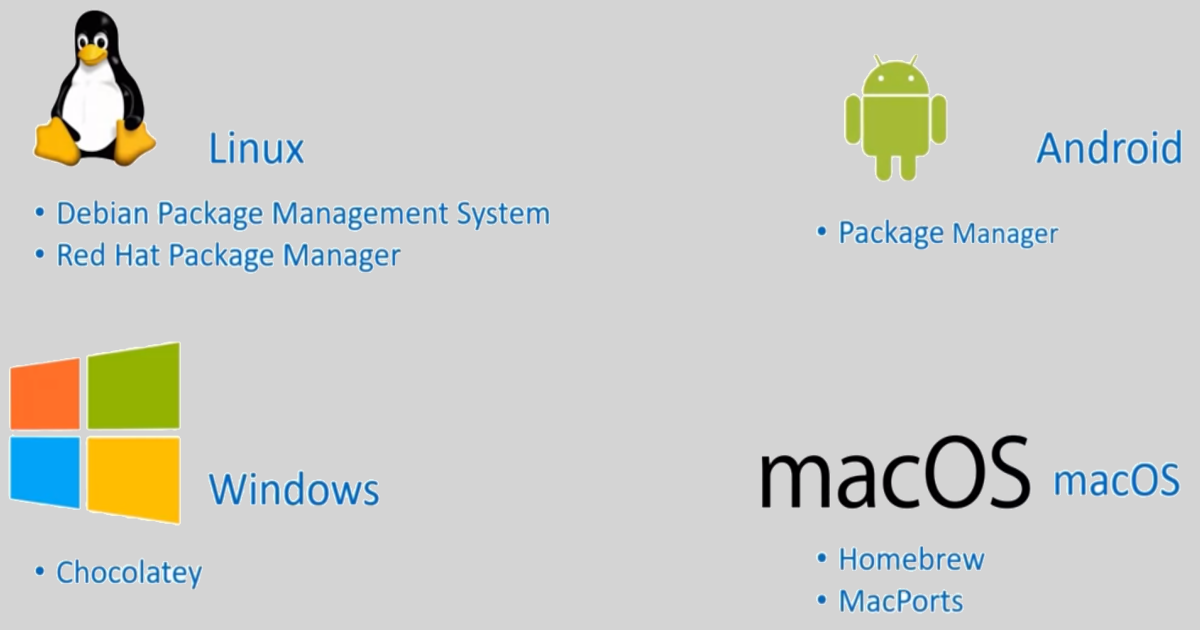 Linux
• Debian Package Management System
• Red Hat Package Manager
Android
• Package Manager
Windows
• Chocolatey
macOS macOS
• Homebrew
• MacPorts